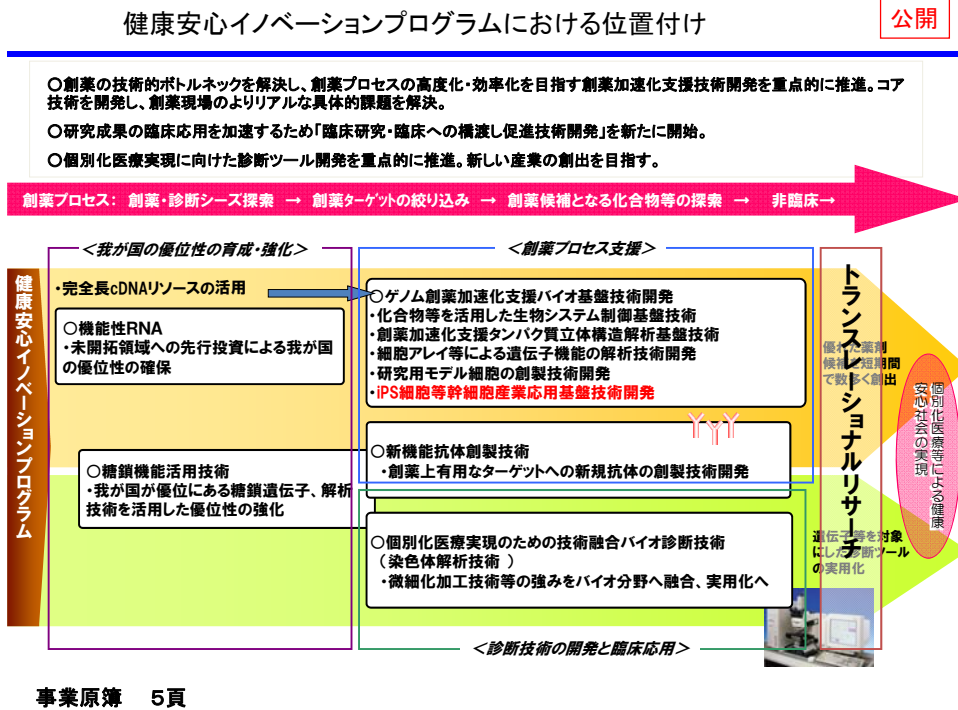 健康安心イノベーションプログラムにおける位置付け
公開
○創薬の技術的ボトルネックを解決し、創薬プロセスの高度化・効率化を目指す創薬加速化支援技術開発を重点的に推進。コア
技術を開発し、創薬現場のよりリアルな具体的課題を解決。
○研究成果の臨床応用を加速するため「臨床研究・臨床への橋渡し促進技術開発」を新たに開始。
○個別化医療実現に向けた診断ツール開発を重点的に推進。新しい産業の創出を目指す。
創薬プロセス： 創薬・診断シーズ探索 → 創薬ターゲットの絞り込み → 創薬候補となる化合物等の探索 → 非臨床→
＜我が国の優位性の育成・強化＞
＜創薬プロセス支援＞
健康安心イノベーションプログラム
・完全長cDNAリソースの活用
○機能性RNA
・未開拓領域への先行投資による我が国
の優位性の確保
○糖鎖機能活用技術
・我が国が優位にある糖鎖遺伝子、解析
技術を活用した優位性の強化
○ゲノム創薬加速化支援バイオ基盤技術開発
・化合物等を活用した生物システム制御基盤技術
・創薬加速化支援タンパク質立体構造解析基盤技術
・細胞アレイ等による遺伝子機能の解析技術開発
・研究用モデル細胞の創製技術開発
・iPS細胞等幹細胞産業応用基盤技術開発
○新機能抗体創製技術
・創薬上有用なターゲットへの新規抗体の創製技術開発
○個別化医療実現のための技術融合バイオ診断技術
（染色体解析技術 ）
・微細化加工技術等の強みをバイオ分野へ融合、実用化へ
＜診断技術の開発と臨床応用＞
トランスレーショナルリサーチ
優れた薬剤
候補を短期間
で数多く創出
遺伝子等を対象
にした診断ツール
の実用化
個別化医療等による健康
安心社会の実現
事業原簿 5頁